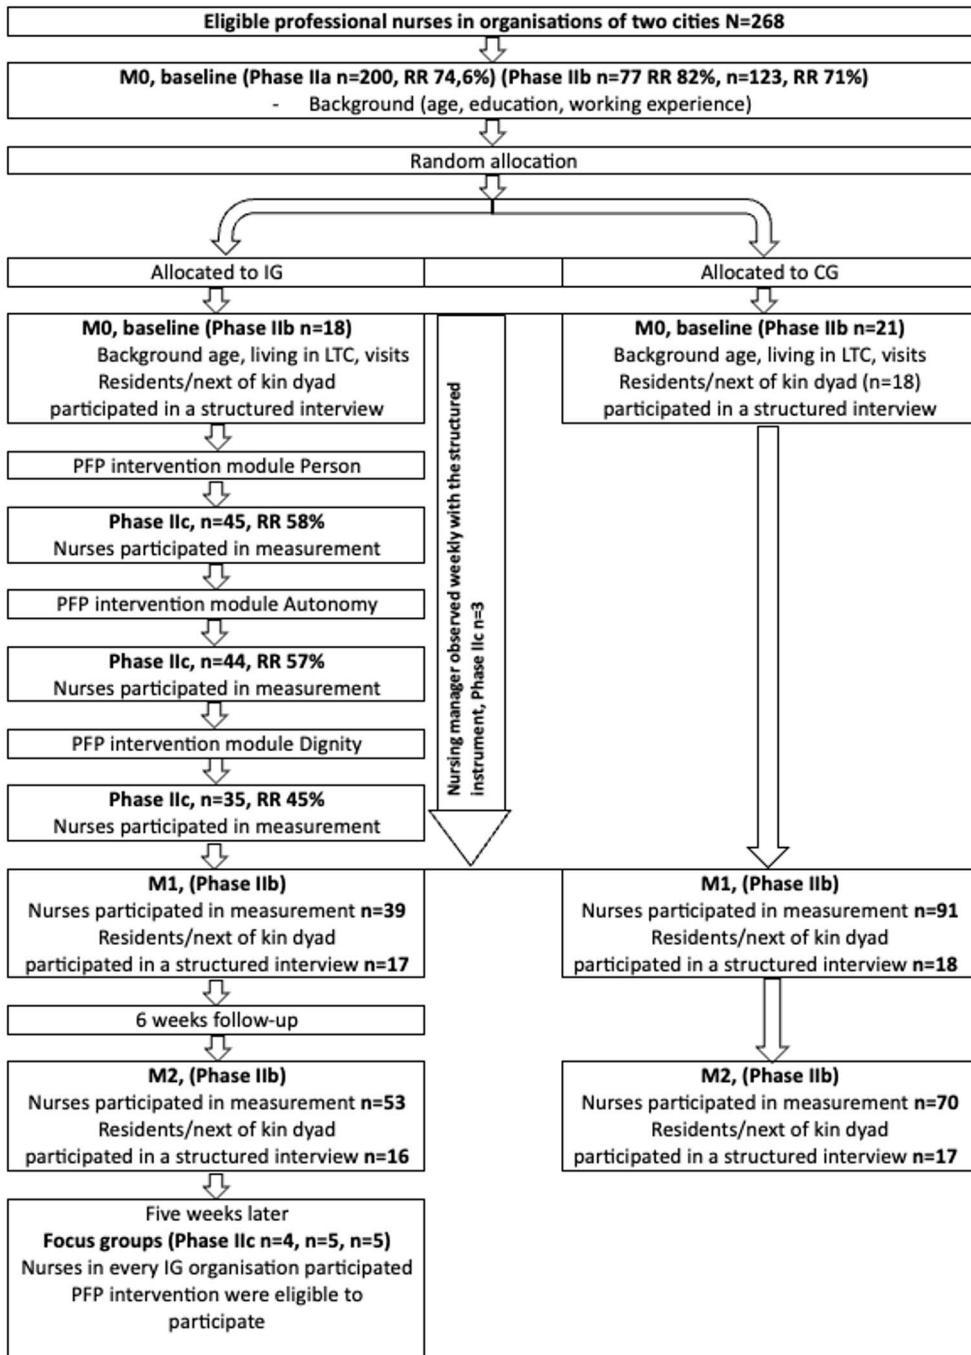 Eligible professional nurses in organisations of two cities N=268
M0, baseline (Phase IIa n=200, RR 74,6%) (Phase IIb n=77 RR 82%, n=123, RR 71%)
- Background (age, education, working experience)
Random allocation
Allocated to IG
Allocated to CG
M0, baseline (Phase IIb n=18)
Background age, living in LTC, visits
Residents/next of kin dyad
participated in a structured interview
M0, baseline (Phase IIb n=21)
Background age, living in LTC, visits
Residents/next of kin dyad (n=18)
participated in a structured interview
Nursing manager observed weekly with the structured
instrument, Phase IIc n=3
PFP intervention module Person
Phase IIc, n=45, RR 58%
Nurses participated in measurement
PFP intervention module Autonomy
Phase IIc, n=44, RR 57%
Nurses participated in measurement
PFP intervention module Dignity
Phase IIc, n=35, RR 45%
Nurses participated in measurement
M1, (Phase IIb)
Nurses participated in measurement n=39
Residents/next of kin dyad
participated in a structured interview n=17
M1, (Phase IIb)
Nurses participated in measurement n=91
Residents/next of kin dyad
participated in a structured interview n=18
6 weeks follow-up
M2, (Phase IIb)
Nurses participated in measurement n=53
Residents/next of kin dyad
participated in a structured interview n=16
M2, (Phase IIb)
Nurses participated in measurement n=70
Residents/next of kin dyad
participated in a structured interview n=17
Five weeks later
Focus groups (Phase IIc n=4, n=5, n=5)
Nurses in every IG organisation participated
PFP intervention were eligible to
participate